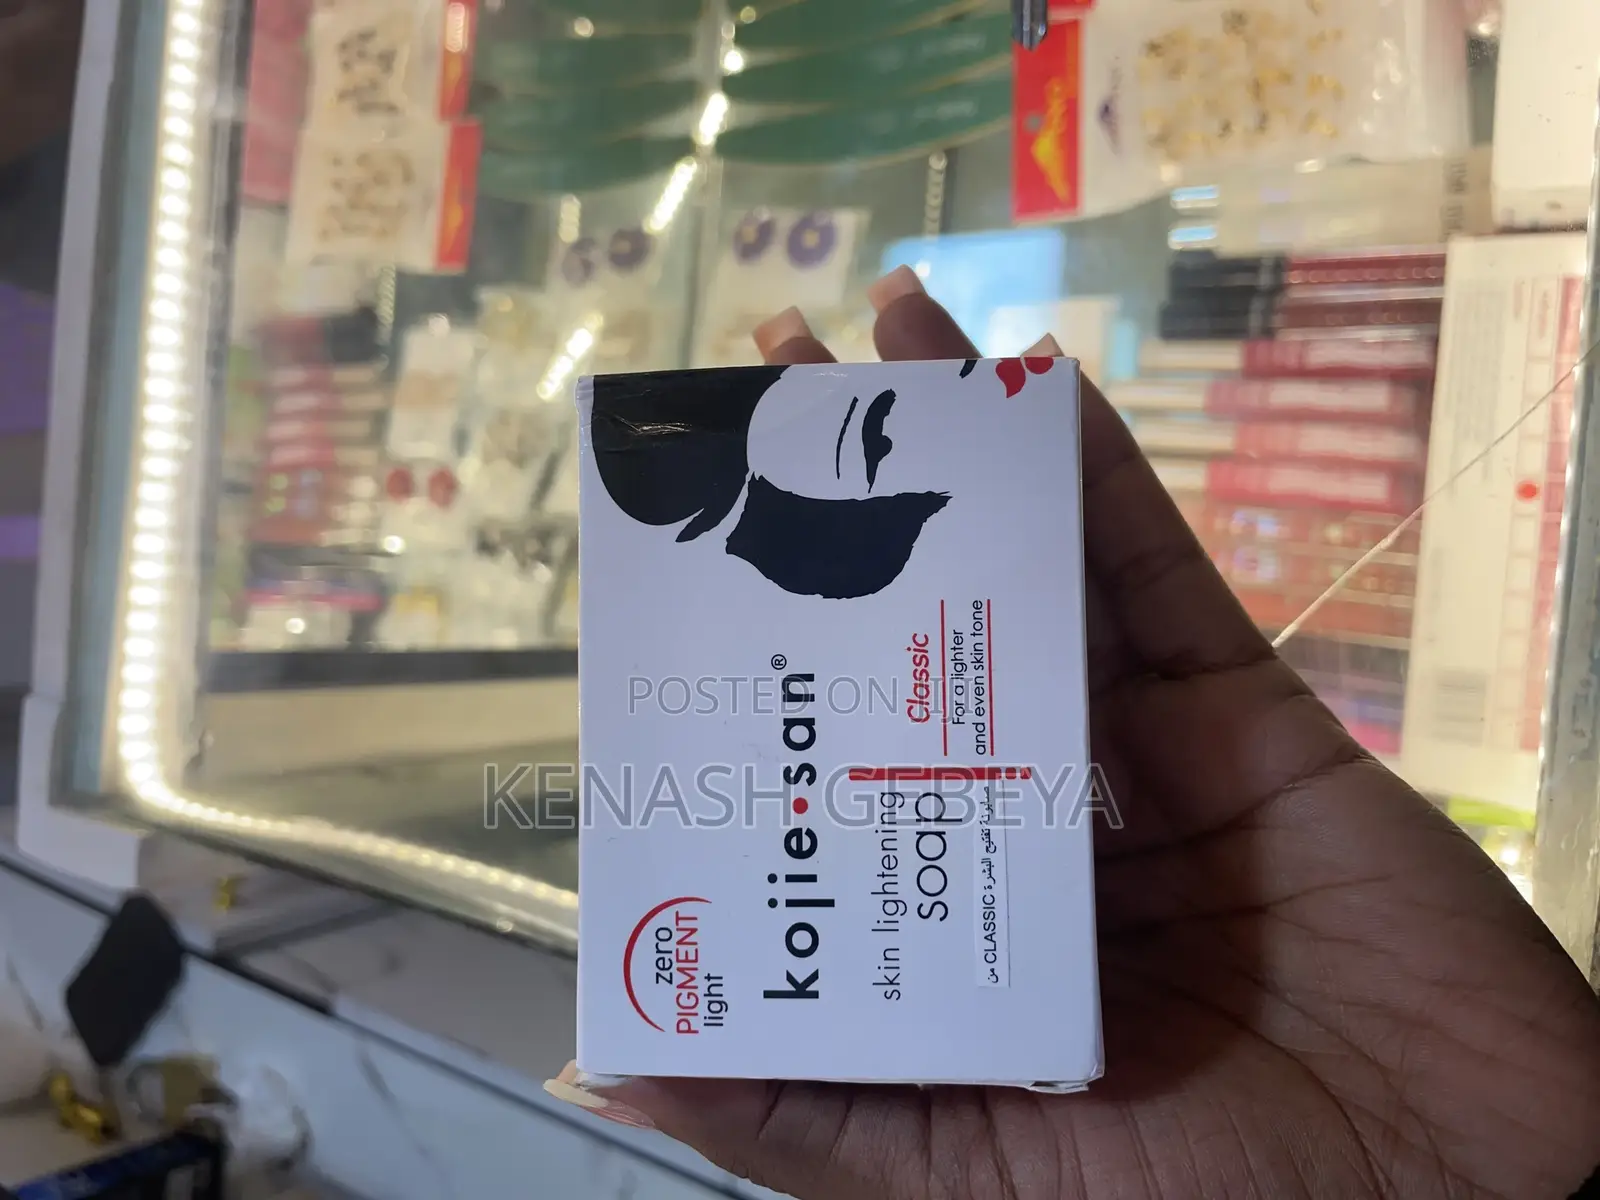 zero
PIGMENT
light
kojie•san®
skin lightening
soap
Classic
For a lighter
and even skin tone
صابونة تفتيح البشرة
من CLASSIC
POSTED ON
KENASH GEBEYA